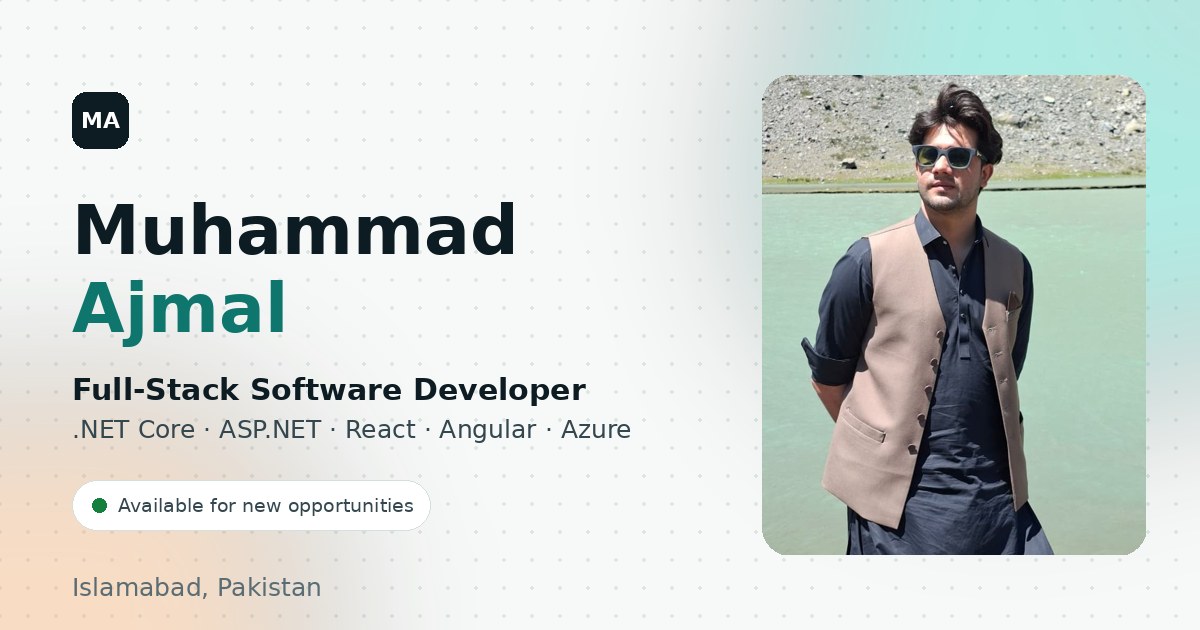 MA
Muhammad
Ajmal
Full-Stack Software Developer
.NET Core · ASP.NET · React · Angular · Azure
Available for new opportunities
Islamabad, Pakistan